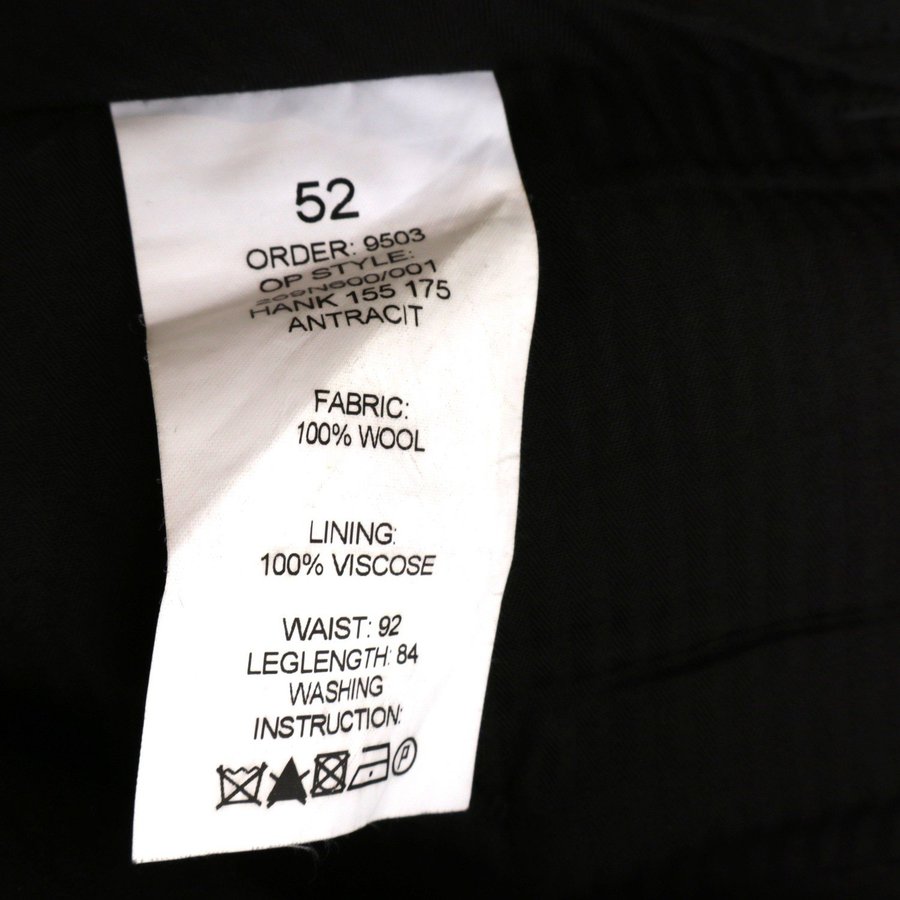 52
ORDER: 9503
OP STYLE:
HANK 155 175
ANTRACIT
FABRIC:
100% WOOL
LINING:
100% VISCOSE
WAIST: 92
LEGLENGTH: 84
WASHING
INSTRUCTION:
P